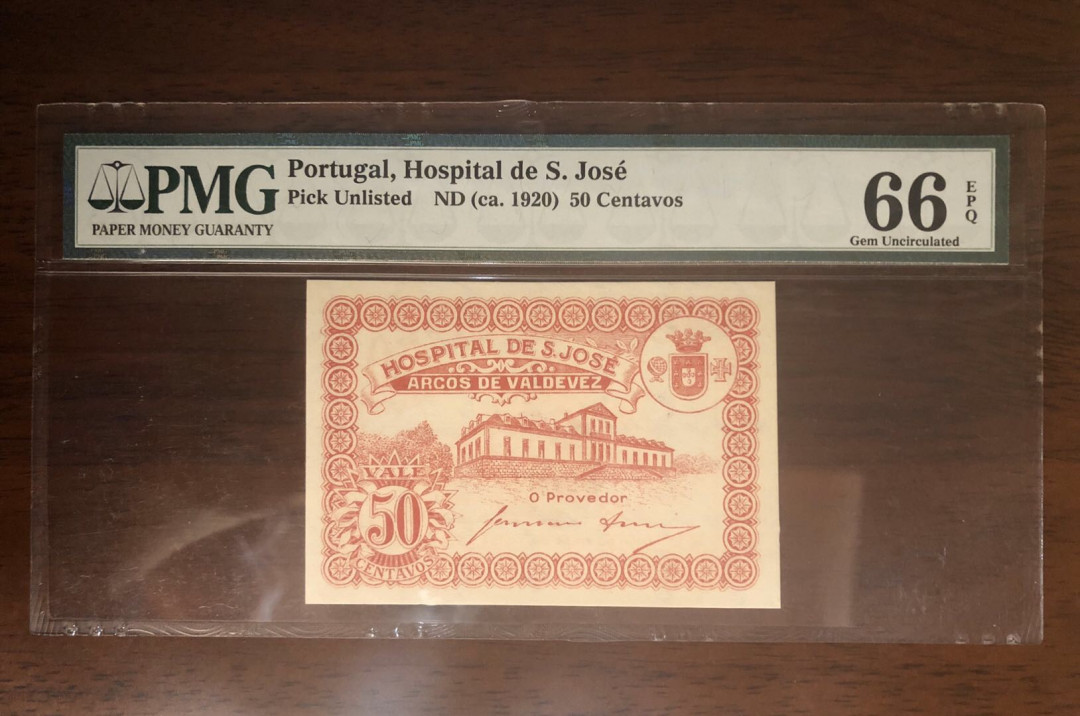 PMG
PAPER MONEY GUARANTY
Portugal, Hospital de S. José
Pick Unlisted ND (ca. 1920) 50 Centavos
66
EPQ
Gem Uncirculated
HOSPITAL DE S. JOSÉ
ARCOS DE VALDEVEZ
VALE
50
CENTAVOS
O Provedor